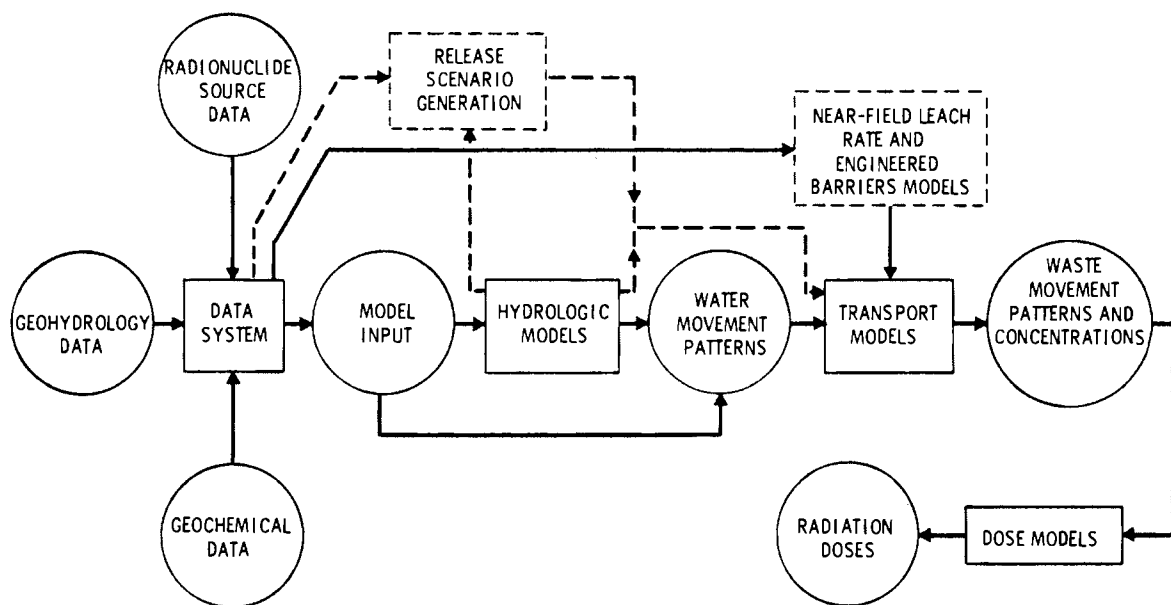 RADIONUCLIDE
SOURCE
DATA
RELEASE
SCENARIO
GENERATION
NEAR-FIELD LEACH
RATE AND
ENGINEERED
BARRIERS MODELS
GEOHYDROLOGY
DATA
DATA
SYSTEM
MODEL
INPUT
HYDROLOGIC
MODELS
WATER
MOVEMENT
PATTERNS
TRANSPORT
MODELS
WASTE
MOVEMENT
PATTERNS AND
CONCENTRATIONS
GEOCHEMICAL
DATA
RADIATION
DOSES
DOSE MODELS